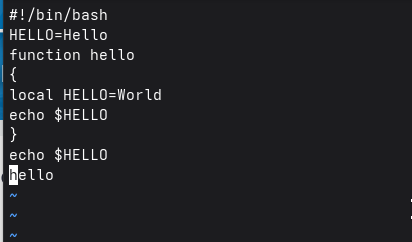 #!/bin/bash
HELLO=Hello
function hello
{
local HELLO=World
echo $HELLO
}
echo $HELLO
hello
~
~
~